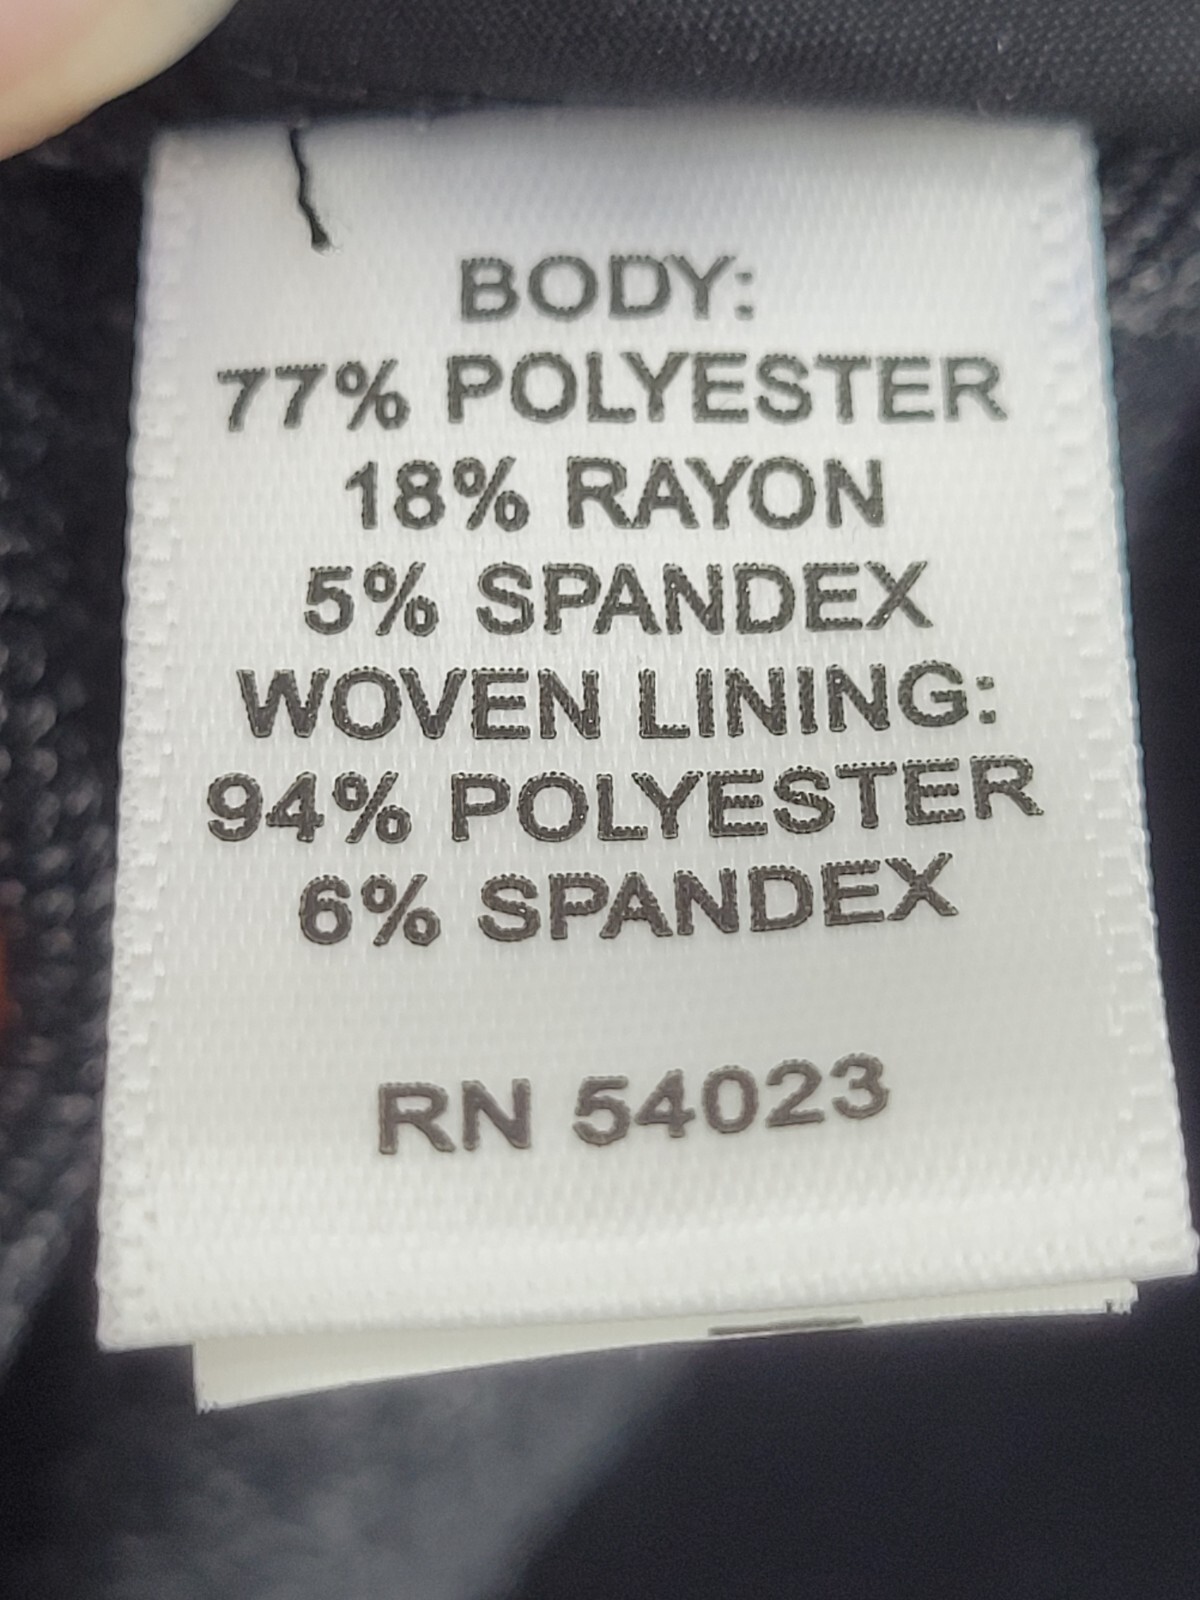 BODY:
77% POLYESTER
18% RAYON
5% SPANDEX
WOVEN LINING:
94% POLYESTER
6% SPANDEX
RN 54023